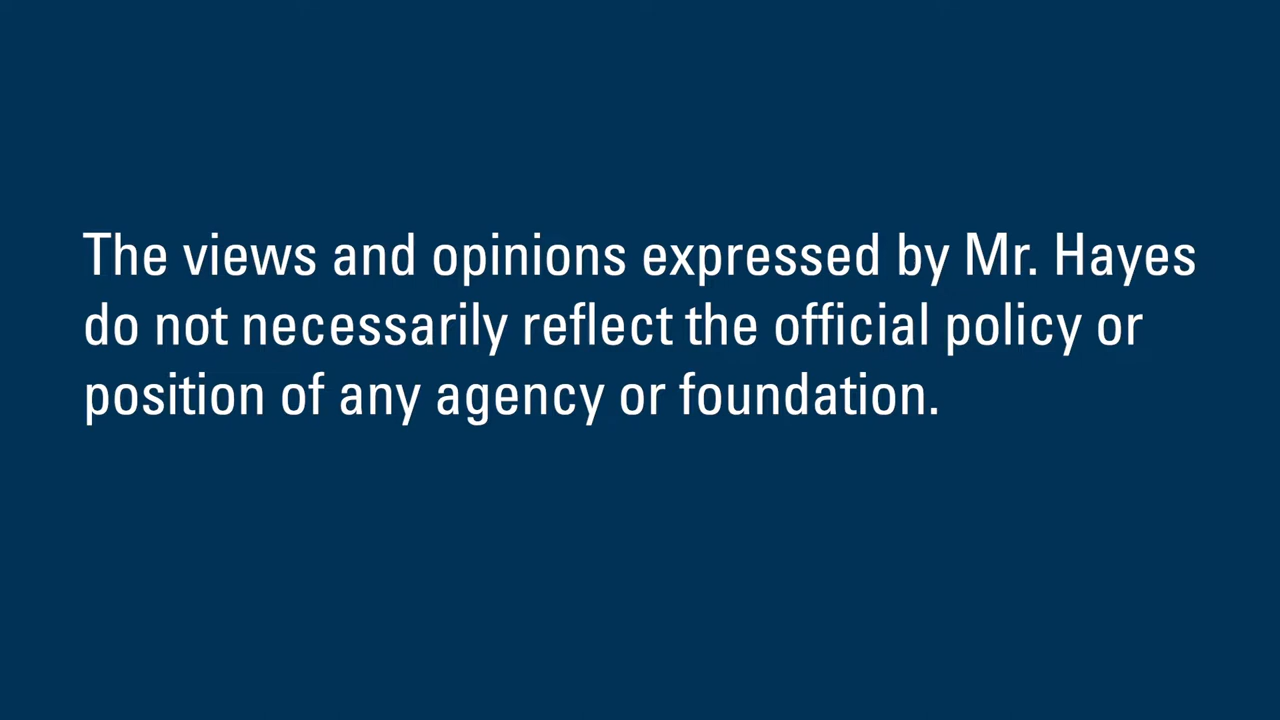 The views and opinions expressed by Mr. Hayes
do not necessarily reflect the official policy or
position of any agency or foundation.